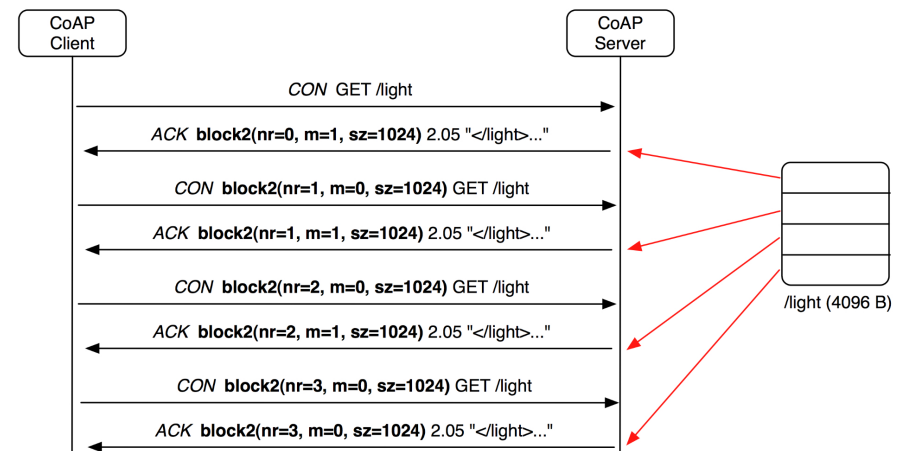 CoAP
Client
CoAP
Server
CON GET /light
ACK block2(nr=0, m=1, sz=1024) 2.05 "</light>..."
CON block2(nr=1, m=0, sz=1024) GET /light
ACK block2(nr=1, m=1, sz=1024) 2.05 "</light>..."
CON block2(nr=2, m=0, sz=1024) GET /light
/light (4096 B)
ACK block2(nr=2, m=1, sz=1024) 2.05 "</light>..."
CON block2(nr=3, m=0, sz=1024) GET /light
ACK block2(nr=3, m=0, sz=1024) 2.05 "</light>..."